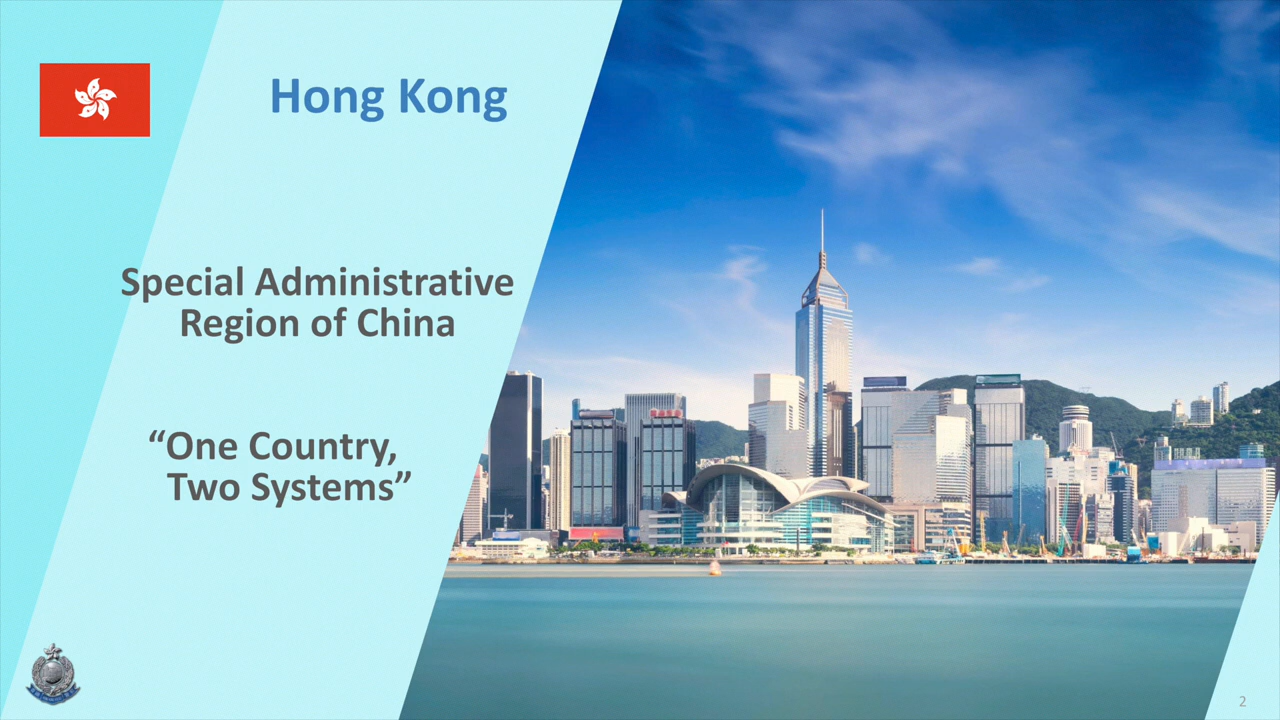 Hong Kong
Special Administrative
Region of China
“One Country,
Two Systems”
2